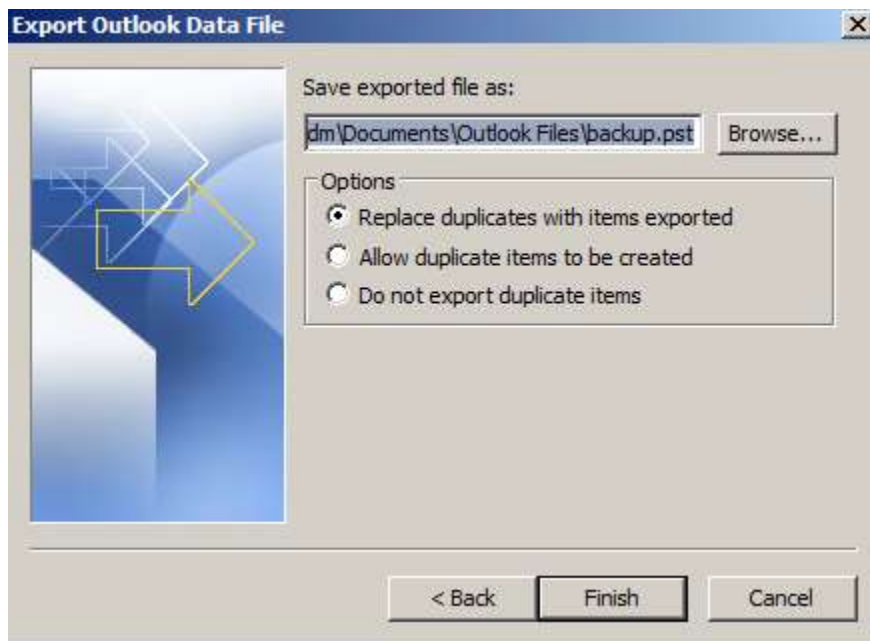 Export Outlook Data File
Save exported file as:
dm\Documents\Outlook Files\backup.pst
Browse...
Options
Replace duplicates with items exported
Allow duplicate items to be created
Do not export duplicate items
< Back
Finish
Cancel